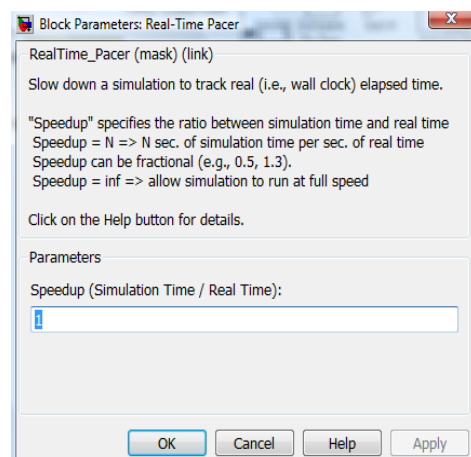 Block Parameters: Real-Time Pacer
RealTime_Pacer (mask) (link)
Slow down a simulation to track real (i.e., wall clock) elapsed time.
"Speedup" specifies the ratio between simulation time and real time
Speedup = N => N sec. of simulation time per sec. of real time
Speedup can be fractional (e.g., 0.5, 1.3).
Speedup = inf => allow simulation to run at full speed
Click on the Help button for details.
Parameters
Speedup (Simulation Time / Real Time):
1
OK Cancel Help Apply